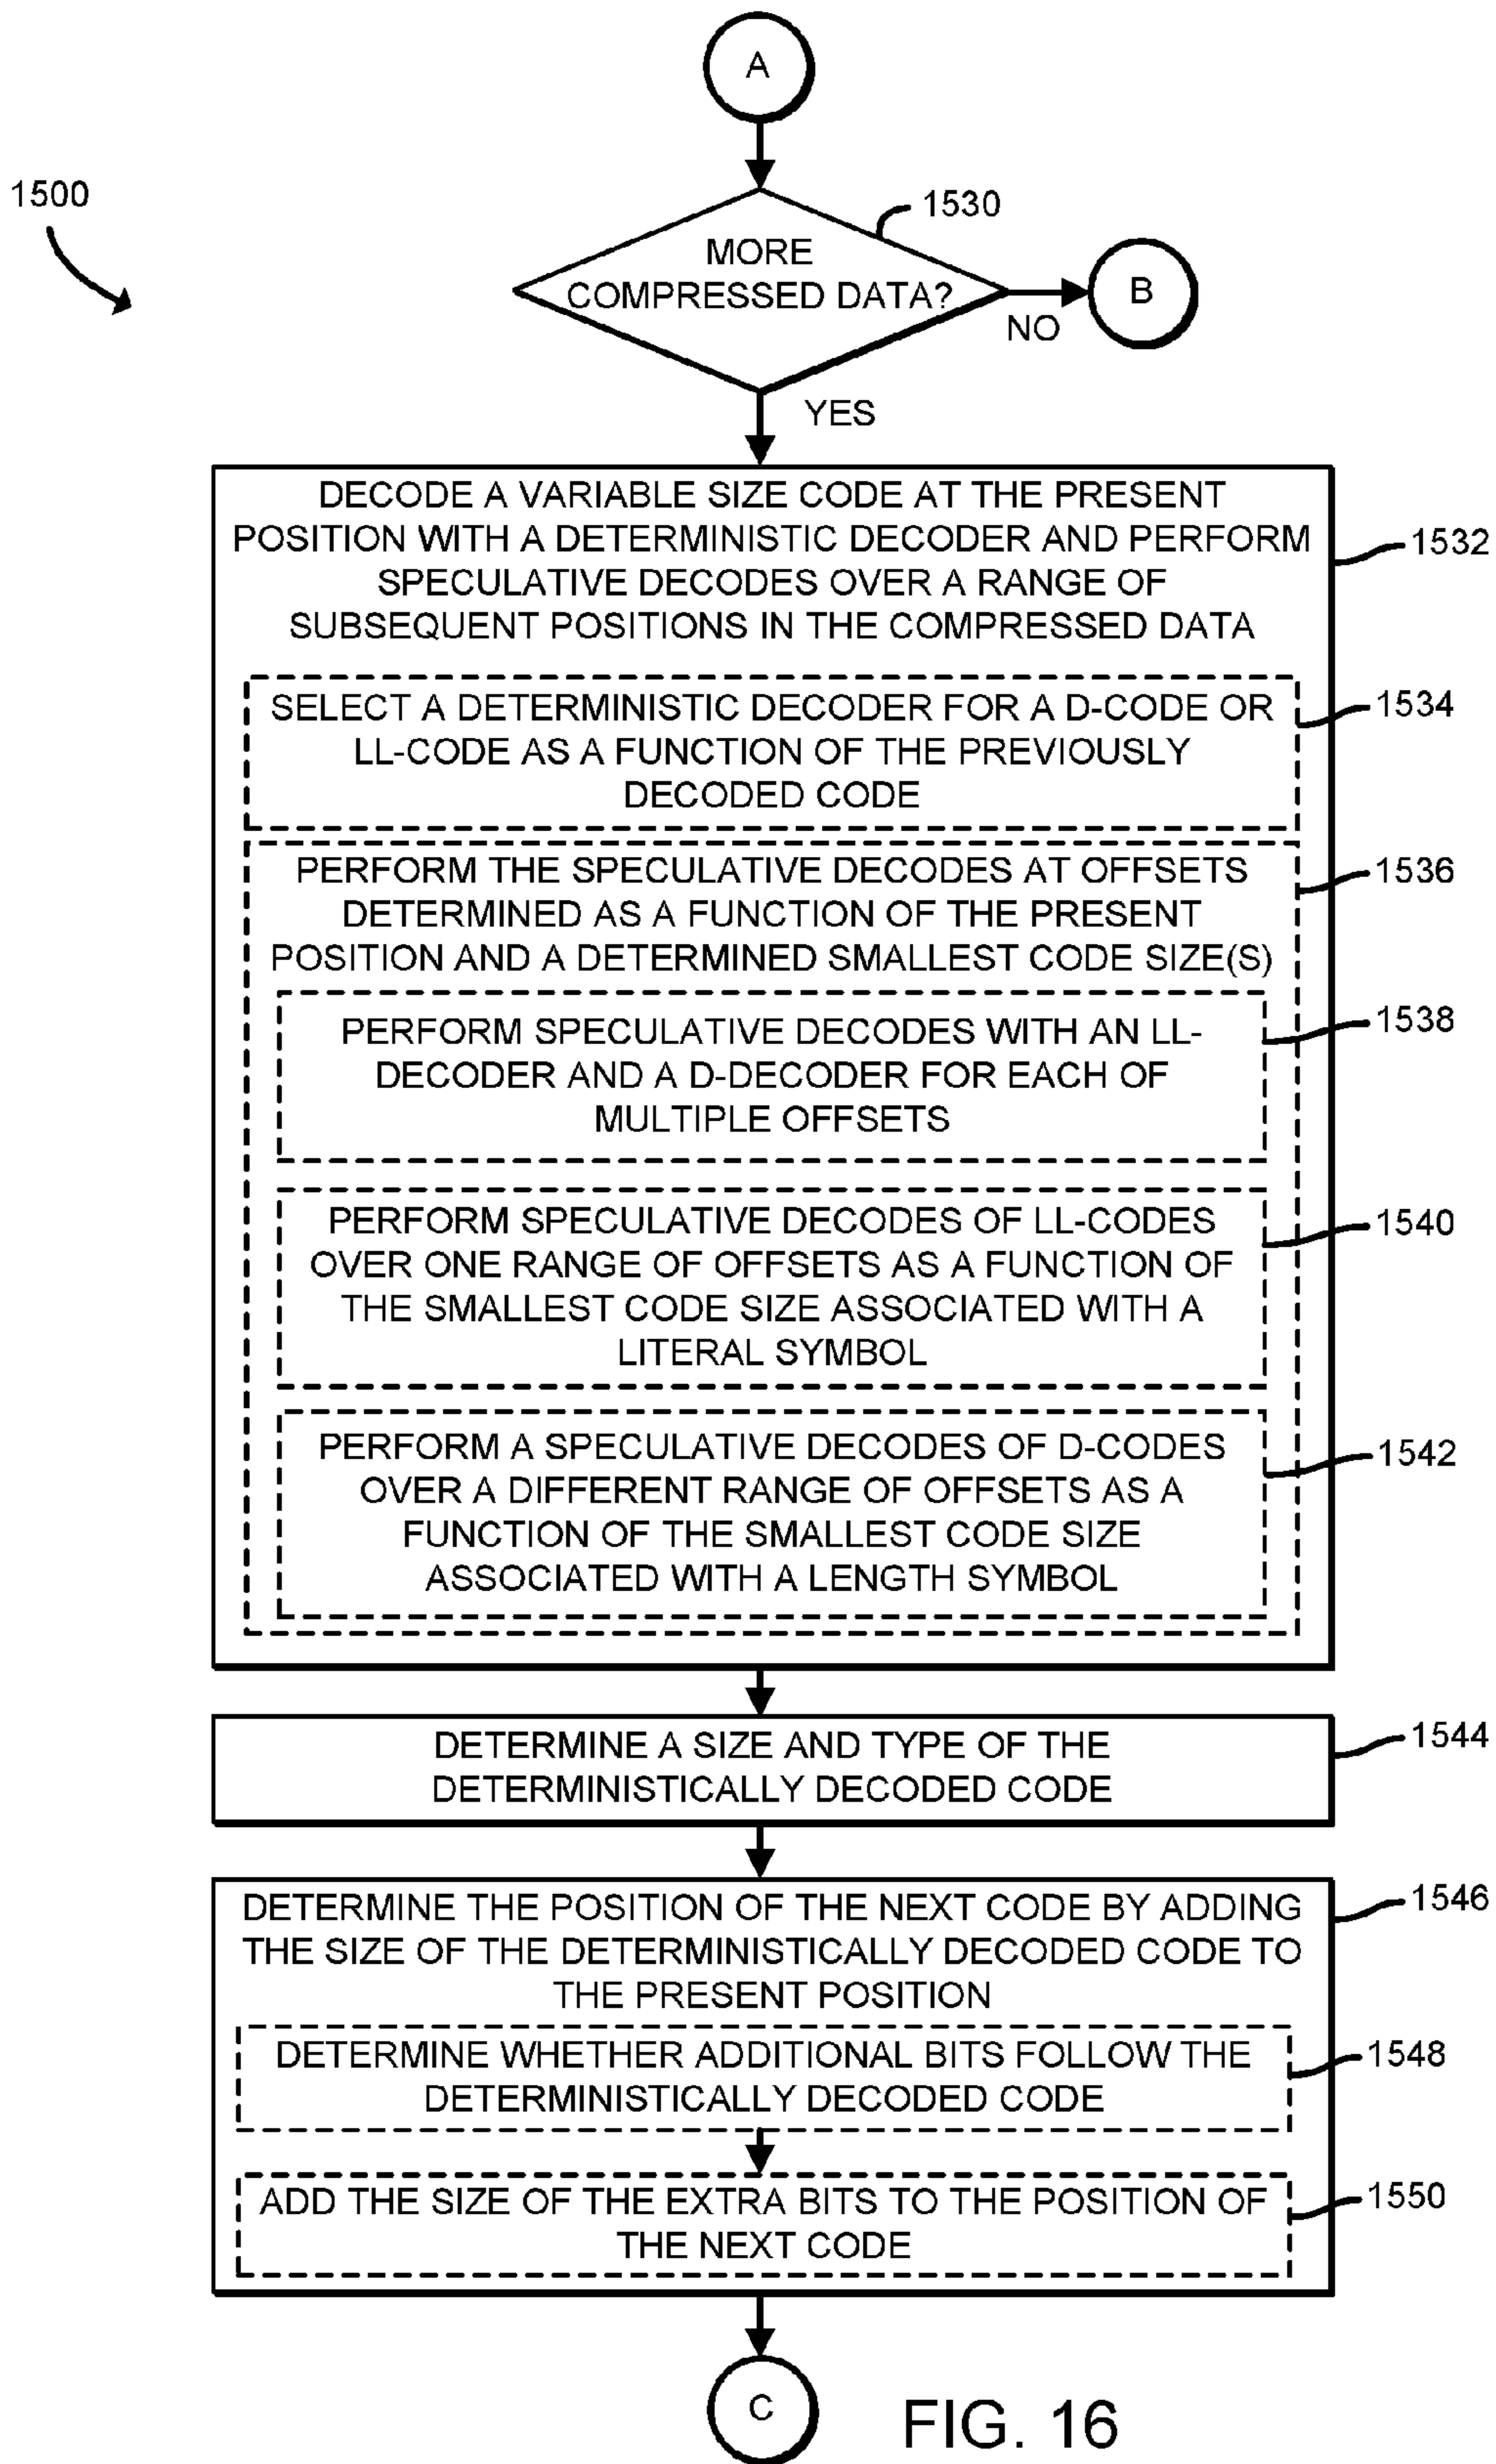 A
1500
1530
MORE
COMPRESSED DATA?
B
NO
YES
DECODE A VARIABLE SIZE CODE AT THE PRESENT
POSITION WITH A DETERMINISTIC DECODER AND PERFORM
SPECULATIVE DECODES OVER A RANGE OF
SUBSEQUENT POSITIONS IN THE COMPRESSED DATA
1532
SELECT A DETERMINISTIC DECODER FOR A D-CODE OR
LL-CODE AS A FUNCTION OF THE PREVIOUSLY
DECODED CODE
1534
PERFORM THE SPECULATIVE DECODES AT OFFSETS
DETERMINED AS A FUNCTION OF THE PRESENT
POSITION AND A DETERMINED SMALLEST CODE SIZE(S)
1536
PERFORM SPECULATIVE DECODES WITH AN LL-
DECODER AND A D-DECODER FOR EACH OF
MULTIPLE OFFSETS
1538
PERFORM SPECULATIVE DECODES OF LL-CODES
OVER ONE RANGE OF OFFSETS AS A FUNCTION OF
THE SMALLEST CODE SIZE ASSOCIATED WITH A
LITERAL SYMBOL
1540
PERFORM A SPECULATIVE DECODES OF D-CODES
OVER A DIFFERENT RANGE OF OFFSETS AS A
FUNCTION OF THE SMALLEST CODE SIZE
ASSOCIATED WITH A LENGTH SYMBOL
1542
DETERMINE A SIZE AND TYPE OF THE
DETERMINISTICALLY DECODED CODE
1544
DETERMINE THE POSITION OF THE NEXT CODE BY ADDING
THE SIZE OF THE DETERMINISTICALLY DECODED CODE TO
THE PRESENT POSITION
1546
DETERMINE WHETHER ADDITIONAL BITS FOLLOW THE
DETERMINISTICALLY DECODED CODE
1548
ADD THE SIZE OF THE EXTRA BITS TO THE POSITION OF
THE NEXT CODE
1550
C
FIG. 16